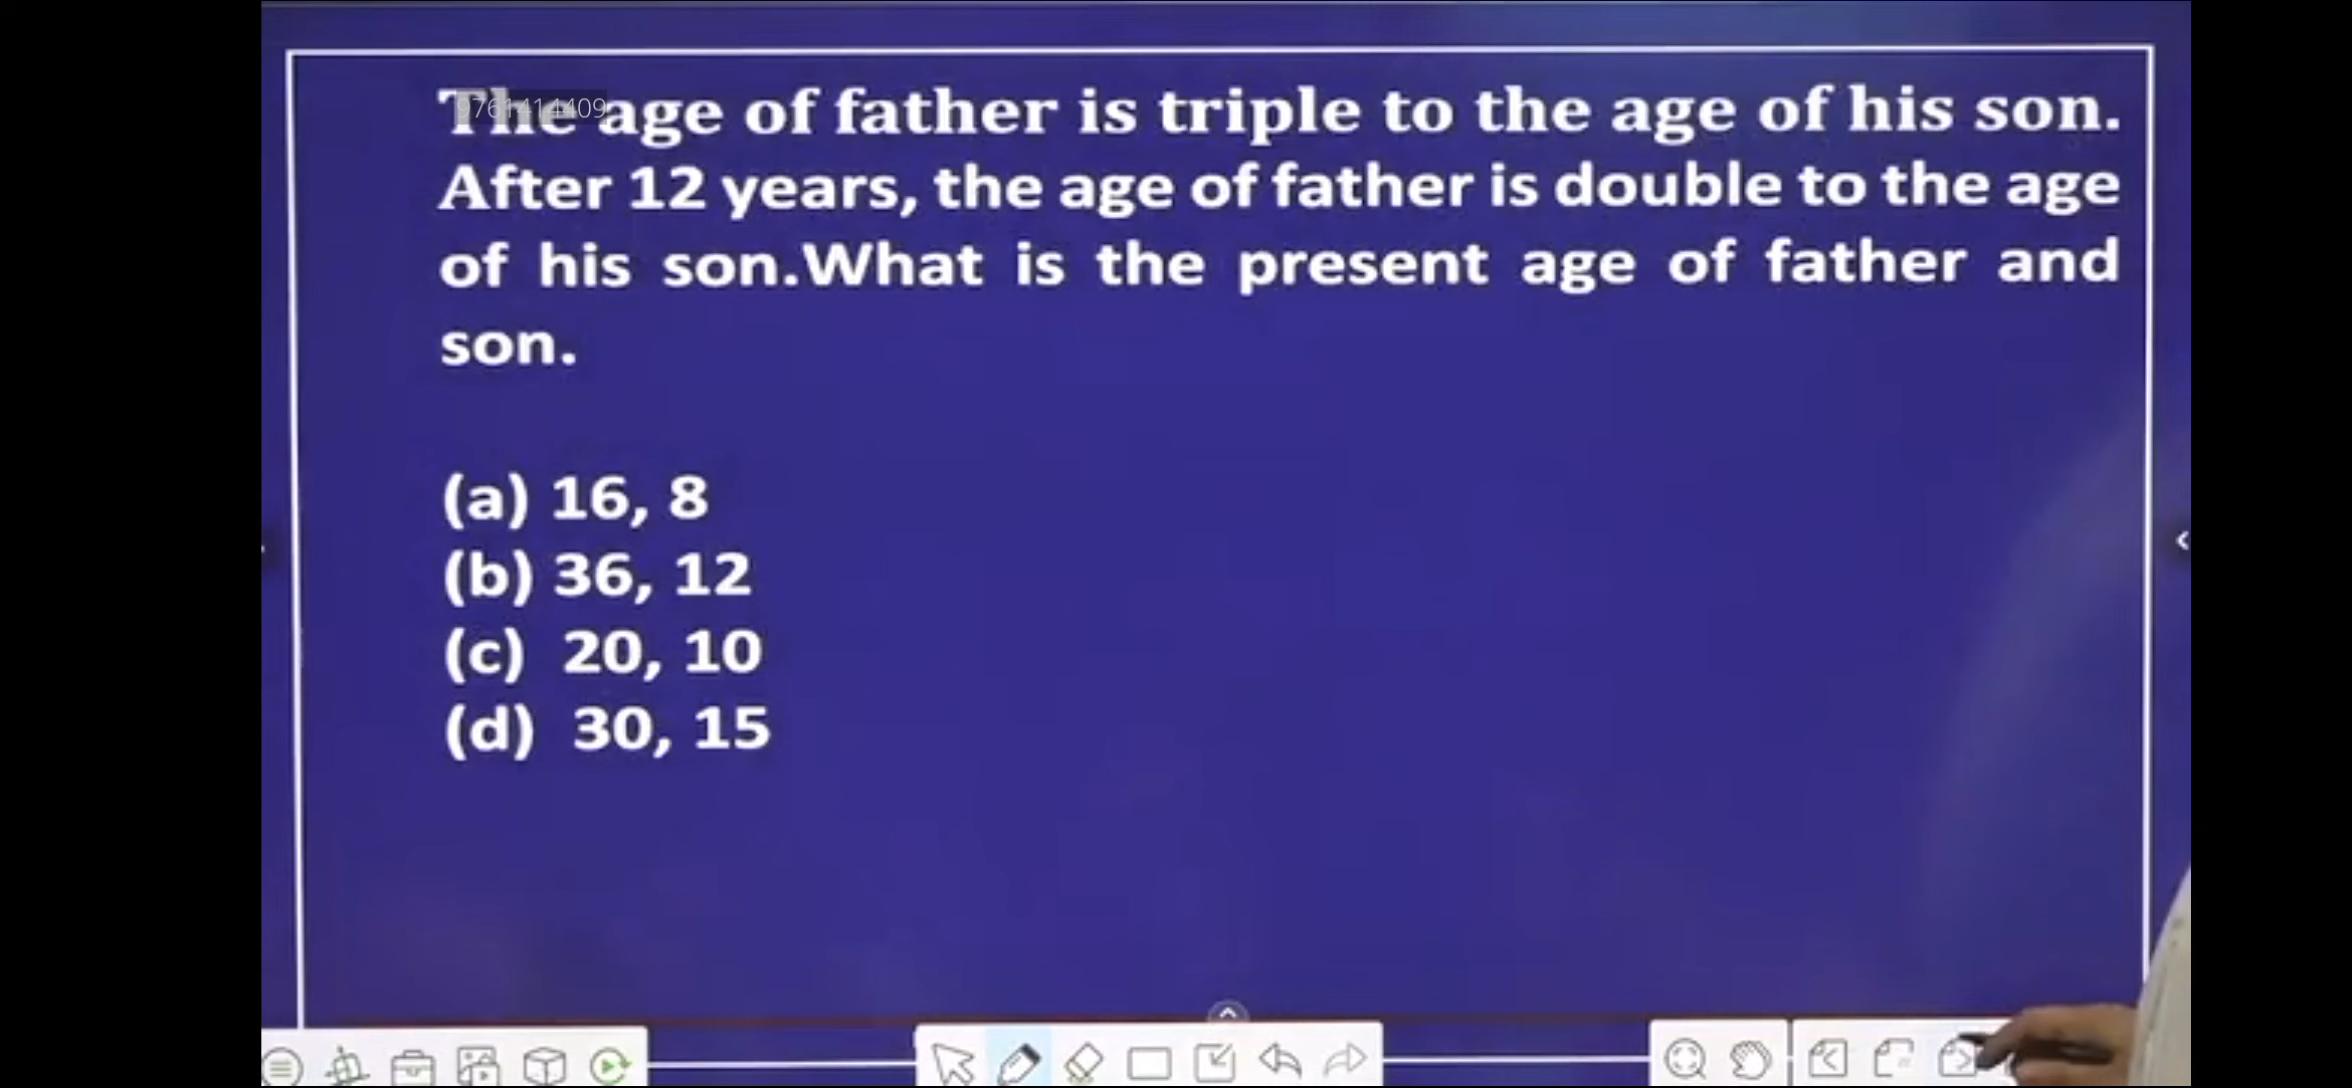 The age of father is triple to the age of his son.
9761414409
After 12 years, the age of father is double to the age
of his son.What is the present age of father and
son.
(a) 16, 8
(b) 36, 12
(c) 20, 10
(d) 30, 15